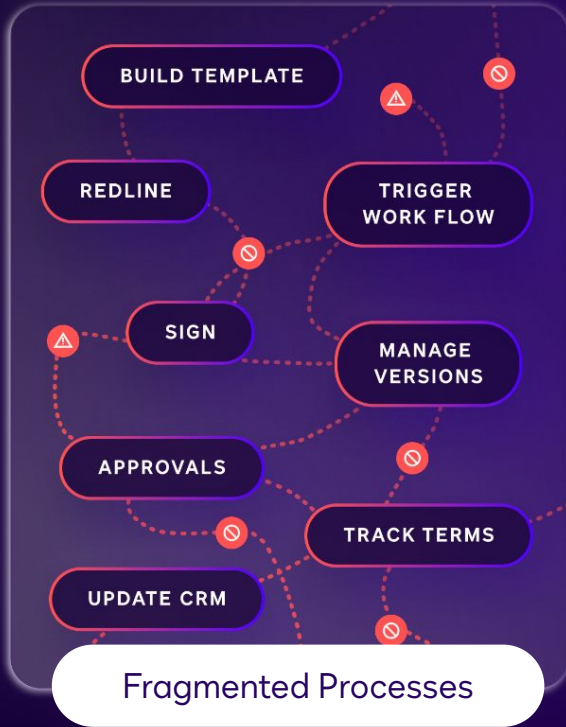 BUILD TEMPLATE
REDLINE
TRIGGER
WORK FLOW
SIGN
MANAGE
VERSIONS
APPROVALS
TRACK TERMS
UPDATE CRM
Fragmented Processes